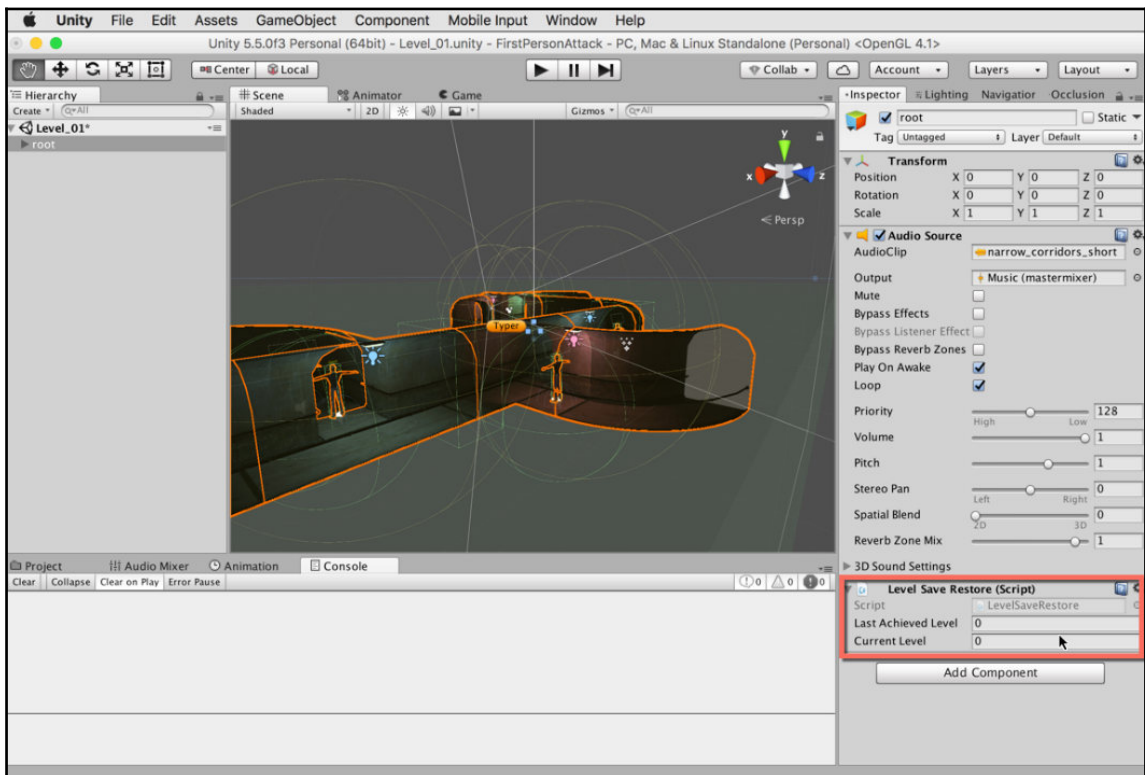 Unity File Edit Assets GameObject Component Mobile Input Window Help
Unity 5.5.0f3 Personal (64bit) - Level_01.unity - FirstPersonAttack - PC, Mac & Linux Standalone (Personal) <OpenGL 4.1>
Center Local Collab Account Layers Layout
Hierarchy
Create All
Level_01*
root
Scene Animator Game
Shaded 2D Gizmos All
y
x z
Persp
Typer
Inspector Lighting Navigatior Occlusion
root Static
Tag Untagged Layer Default
Transform
Position X 0 Y 0 Z 0
Rotation X 0 Y 0 Z 0
Scale X 1 Y 1 Z 1
Audio Source
AudioClip narrow_corridors_short
Output Music (mastermixer)
Mute
Bypass Effects
Bypass Listener Effect
Bypass Reverb Zones
Play On Awake
Loop
Priority 128
High Low
Volume 1
Pitch 1
Stereo Pan 0
Left Right
Spatial Blend 0
2D 3D
Reverb Zone Mix 1
3D Sound Settings
Level Save Restore (Script)
Script LevelSaveRestore
Last Achieved Level 0
Current Level 0
Add Component
Project Audio Mixer Animation Console
Clear Collapse Clear on Play Error Pause 0 0 0